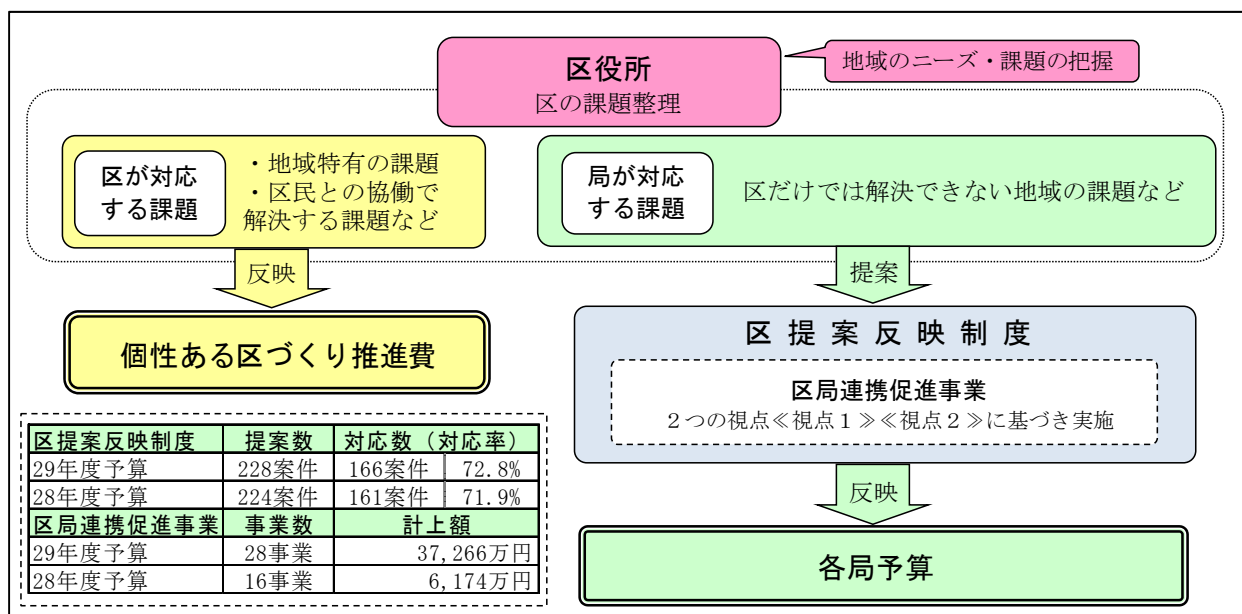 区役所
区の課題整理
地域のニーズ・課題の把握
区が対応
する課題
・地域特有の課題
・区民との協働で
解決する課題など
局が対応
する課題
区だけでは解決できない地域の課題など
反映
提案
個性ある区づくり推進費
区提案反映制度
区局連携促進事業
２つの視点≪視点１≫≪視点２≫に基づき実施
反映
各局予算
区提案反映制度 提案数 対応数（対応率）
29年度予算 228案件 166案件 72.8%
28年度予算 224案件 161案件 71.9%
区局連携促進事業 事業数 計上額
29年度予算 28事業 37,266万円
28年度予算 16事業 6,174万円